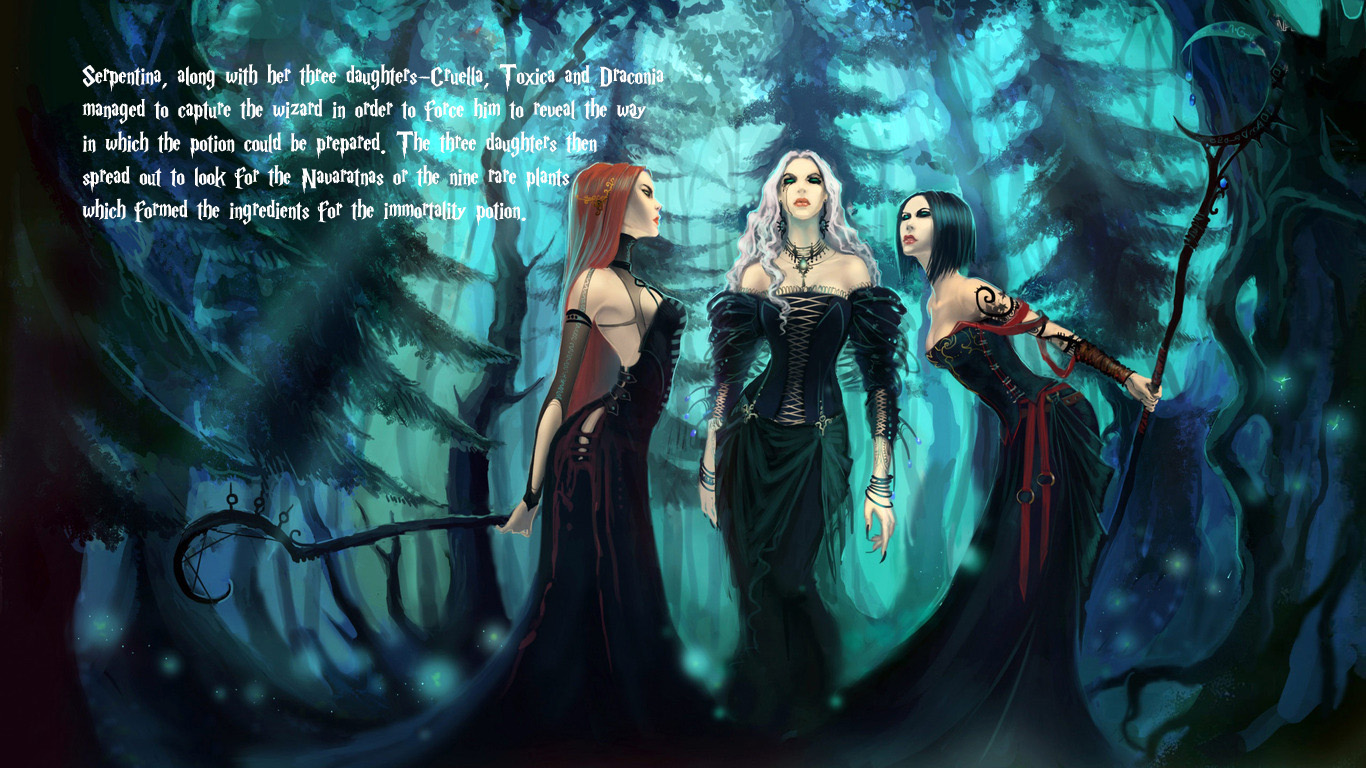 Serpentina, along with her three daughters-Cruella, Toxica and Draconia
managed to capture the wizard in order to force him to reveal the way
in which the potion could be prepared. The three daughters then
spread out to look for the Navaratnas or the nine rare plants
which formed the ingredients for the immortality potion.